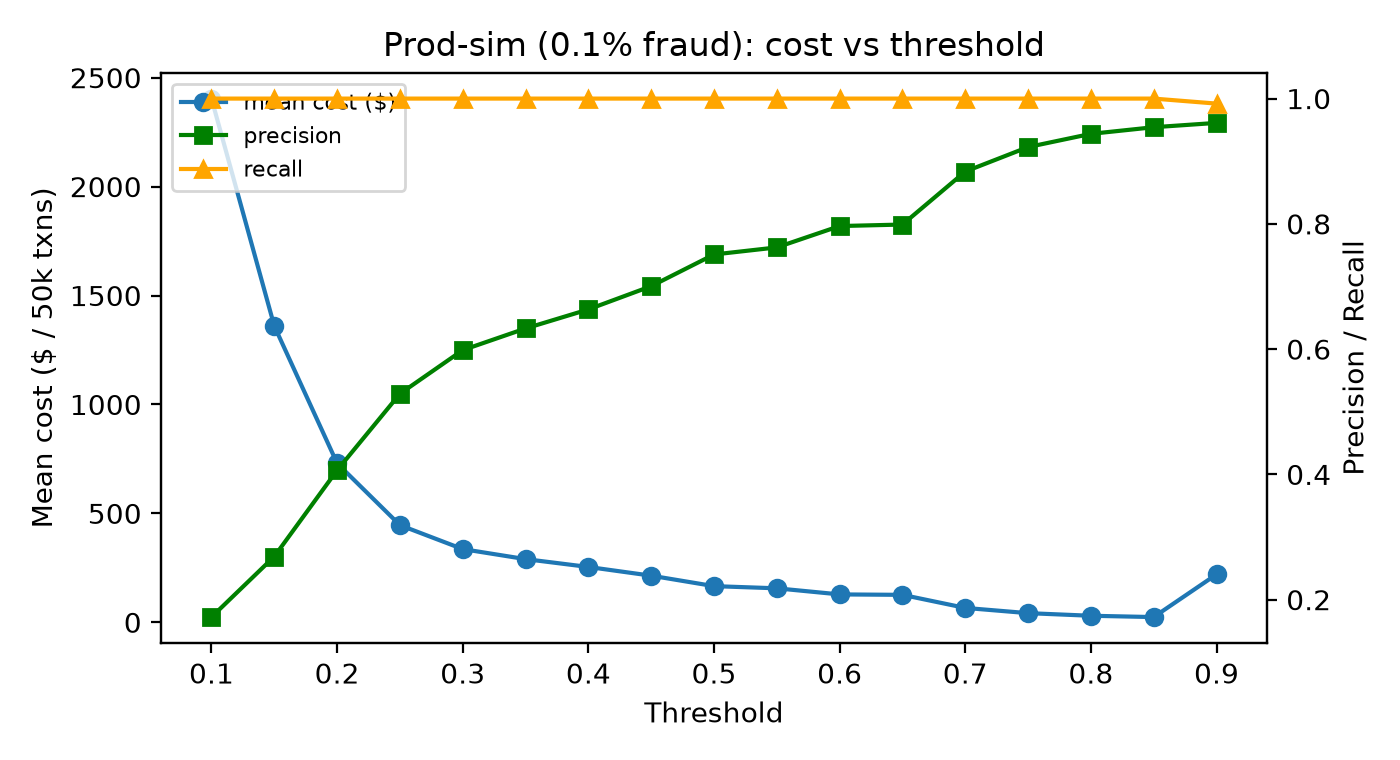 Prod-sim (0.1% fraud): cost vs threshold
2500
2000
1500
1000
500
0
Mean cost ($ / 50k txns)
mean cost ($)
precision
recall
1.0
0.8
0.6
0.4
0.2
Precision / Recall
0.1 0.2 0.3 0.4 0.5 0.6 0.7 0.8 0.9
Threshold